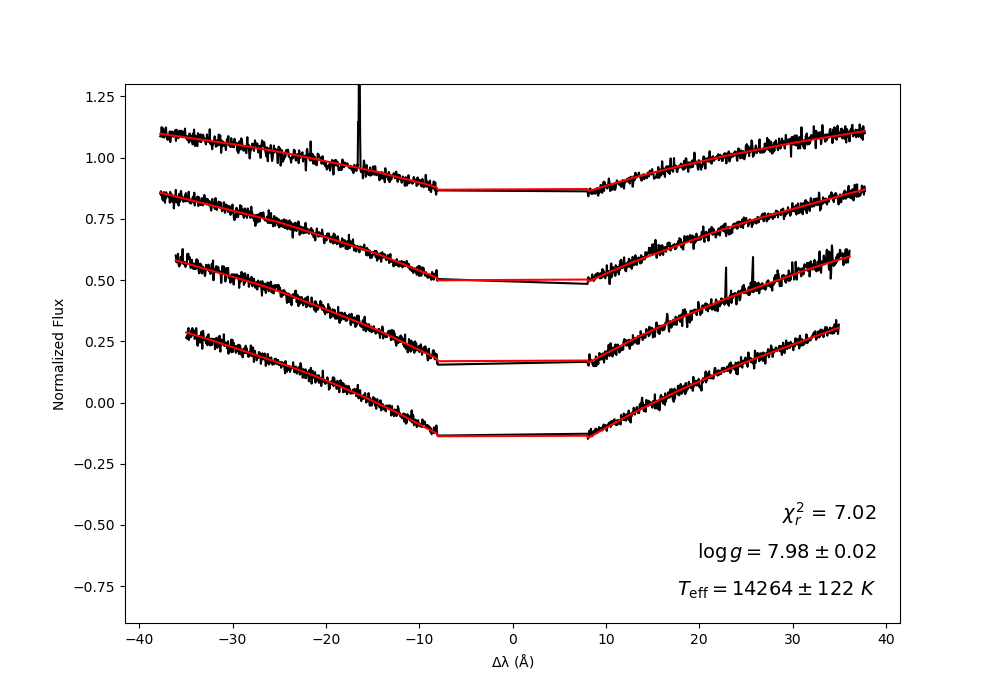 1.25
1.00
0.75
0.50
0.25
0.00
−0.25
−0.50
−0.75
Normalized Flux
χ²ᵣ = 7.02
log g = 7.98 ± 0.02
T_eff = 14264 ± 122 K
−40 −30 −20 −10 0 10 20 30 40
Δλ (Å)